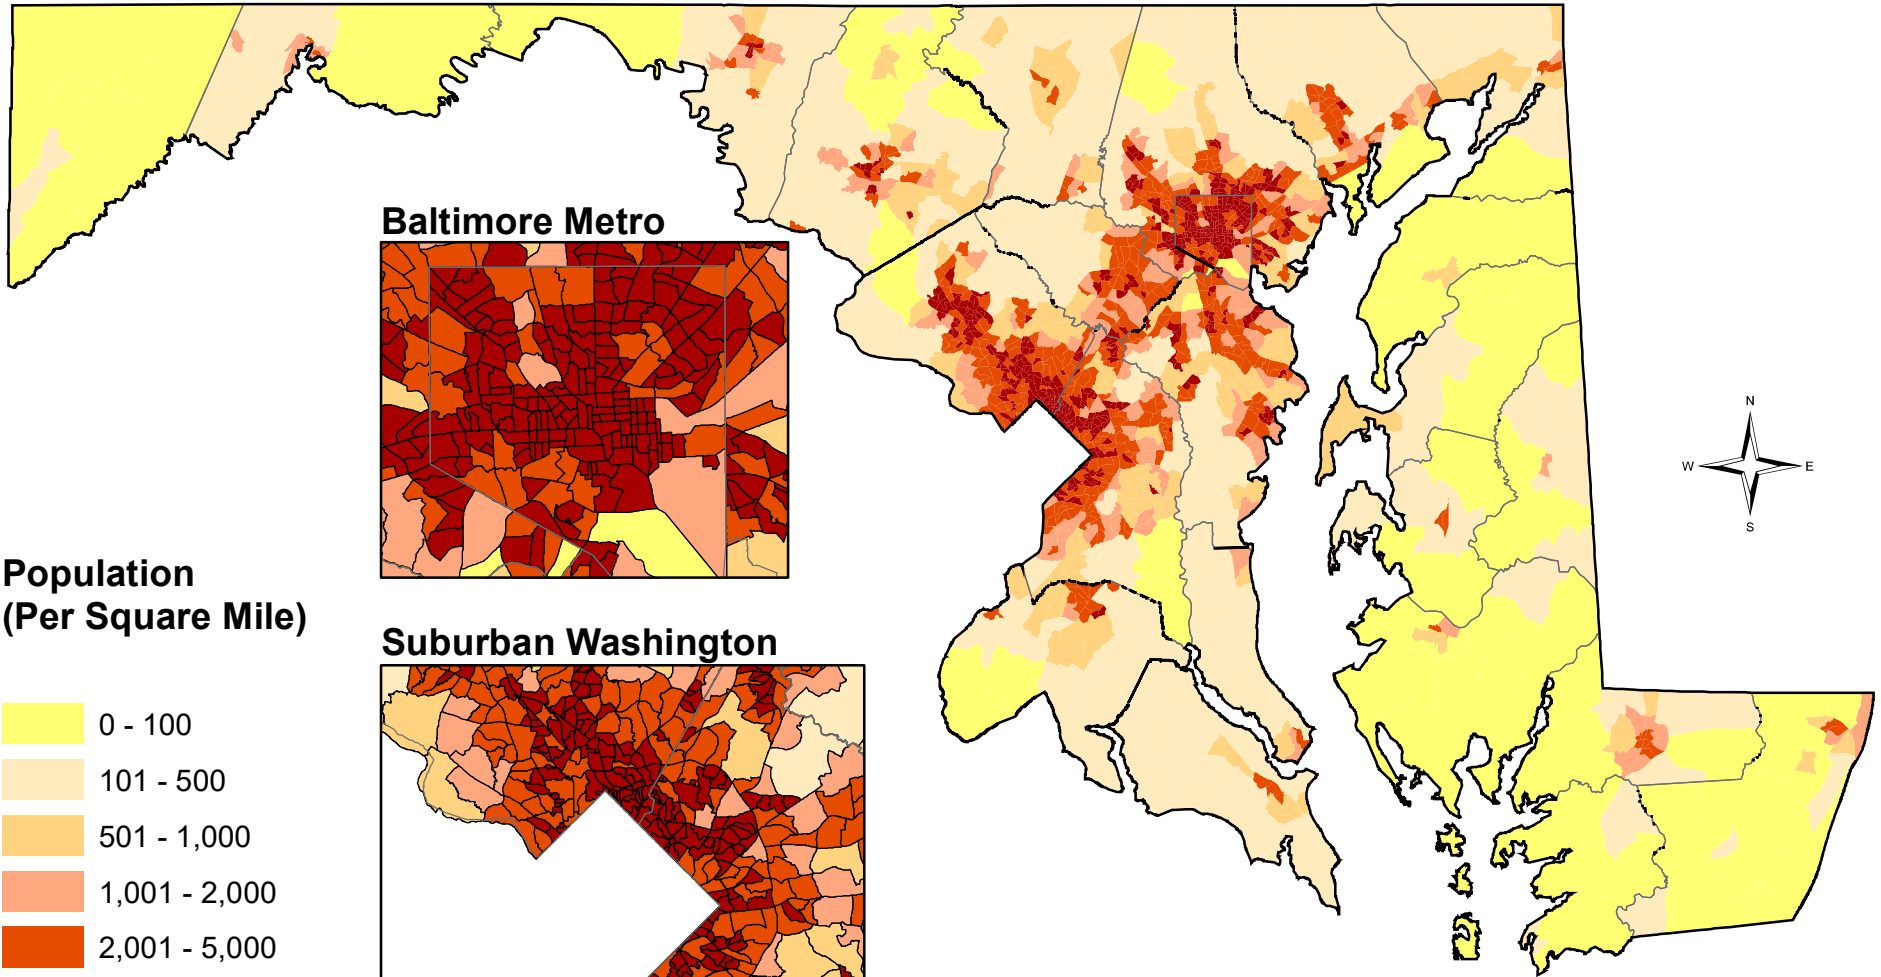 Baltimore Metro
N
W
E
S
Population
(Per Square Mile)
Suburban Washington
0 - 100
101 - 500
501 - 1,000
1,001 - 2,000
2,001 - 5,000